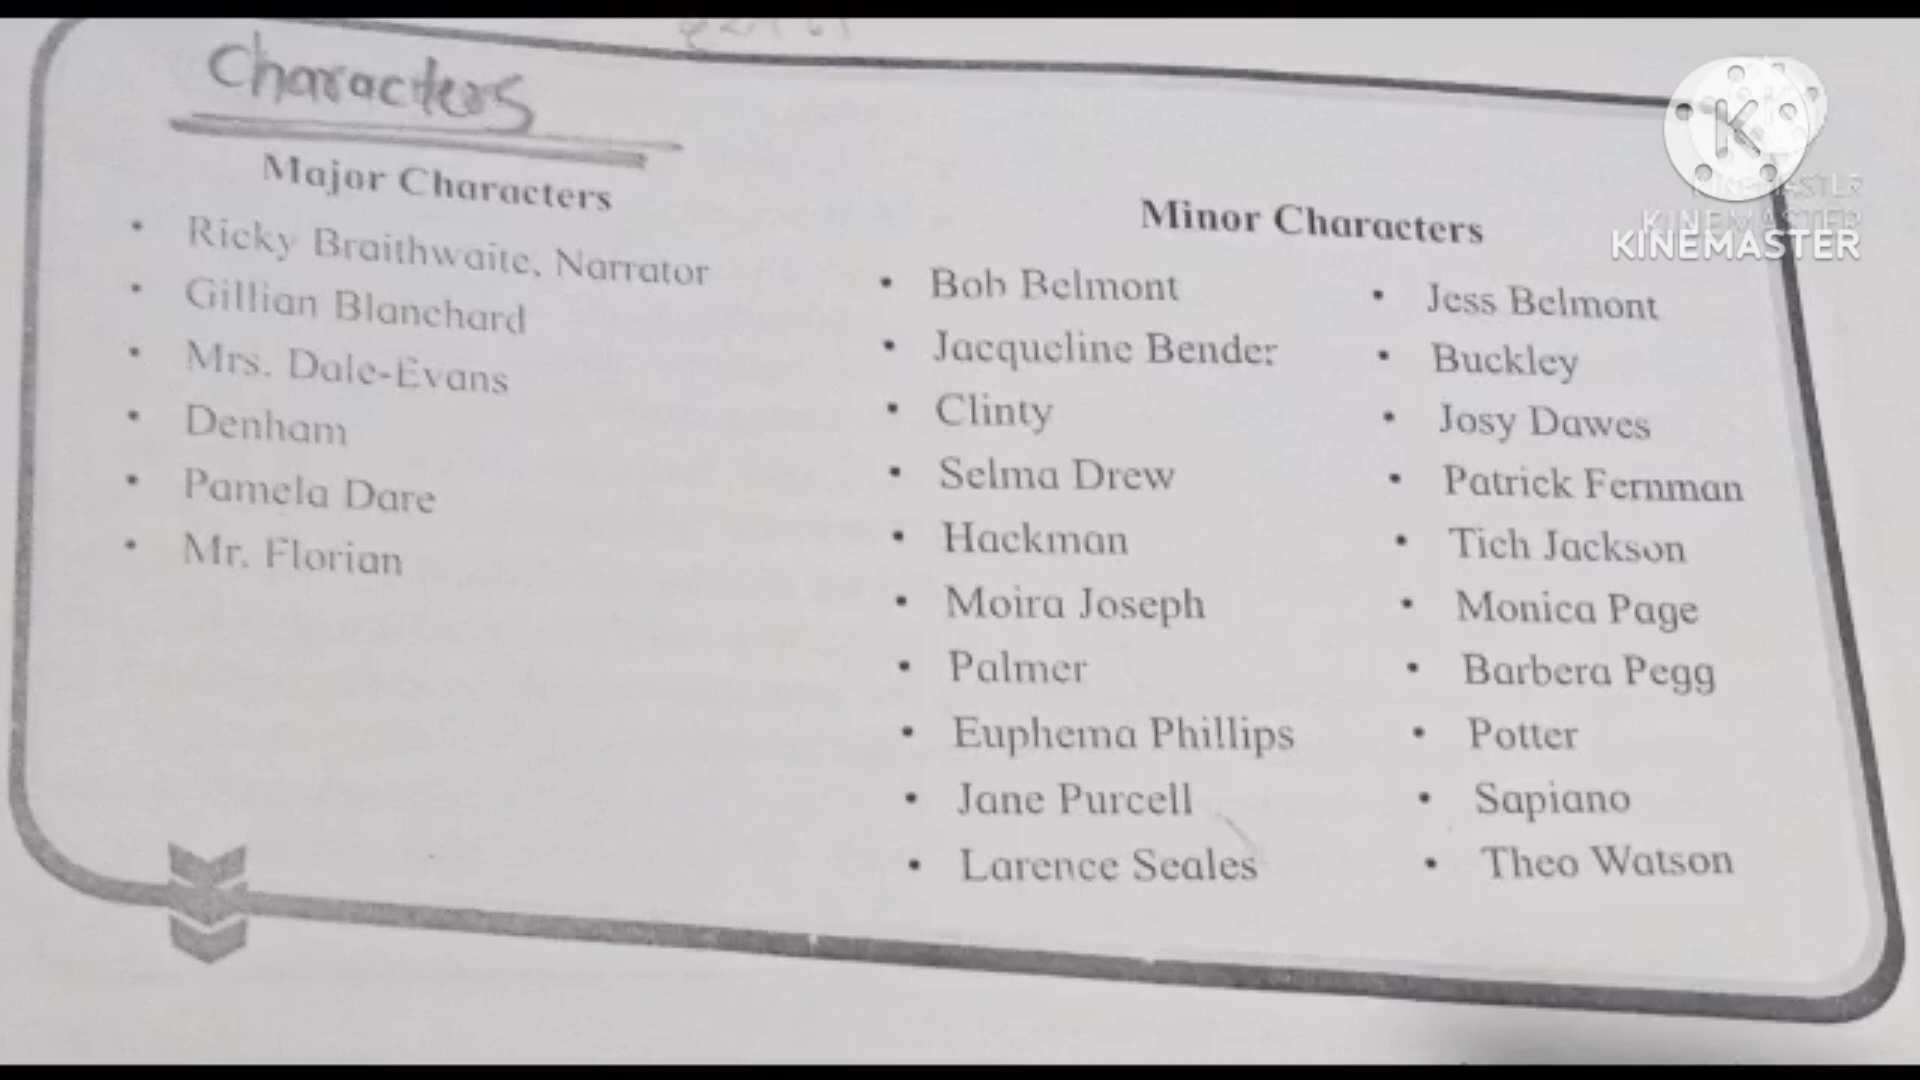 Characters
Major Characters
• Ricky Braithwaite, Narrator
• Gillian Blanchard
• Mrs. Dale-Evans
• Denham
• Pamela Dare
• Mr. Florian
Minor Characters
• Bob Belmont
• Jacqueline Bender
• Clinty
• Selma Drew
• Hackman
• Moira Joseph
• Palmer
• Euphema Phillips
• Jane Purcell
• Larence Seales
• Jess Belmont
• Buckley
• Josy Dawes
• Patrick Fernman
• Tich Jackson
• Monica Page
• Barbera Pegg
• Potter
• Sapiano
• Theo Watson
K
KINEMASTER
KINEMASTER
KINEMASTER